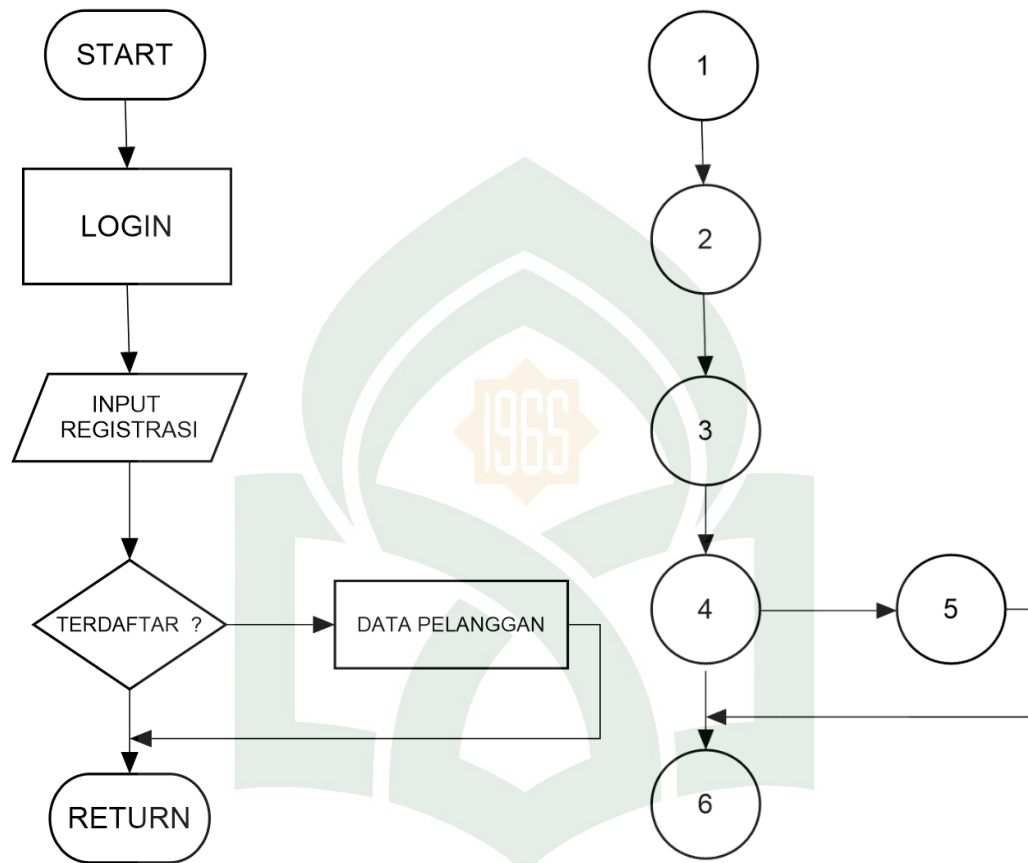 START
LOGIN
INPUT
REGISTRASI
TERDAFTAR ?
DATA PELANGGAN
RETURN
1
2
3
4
5
6
1965